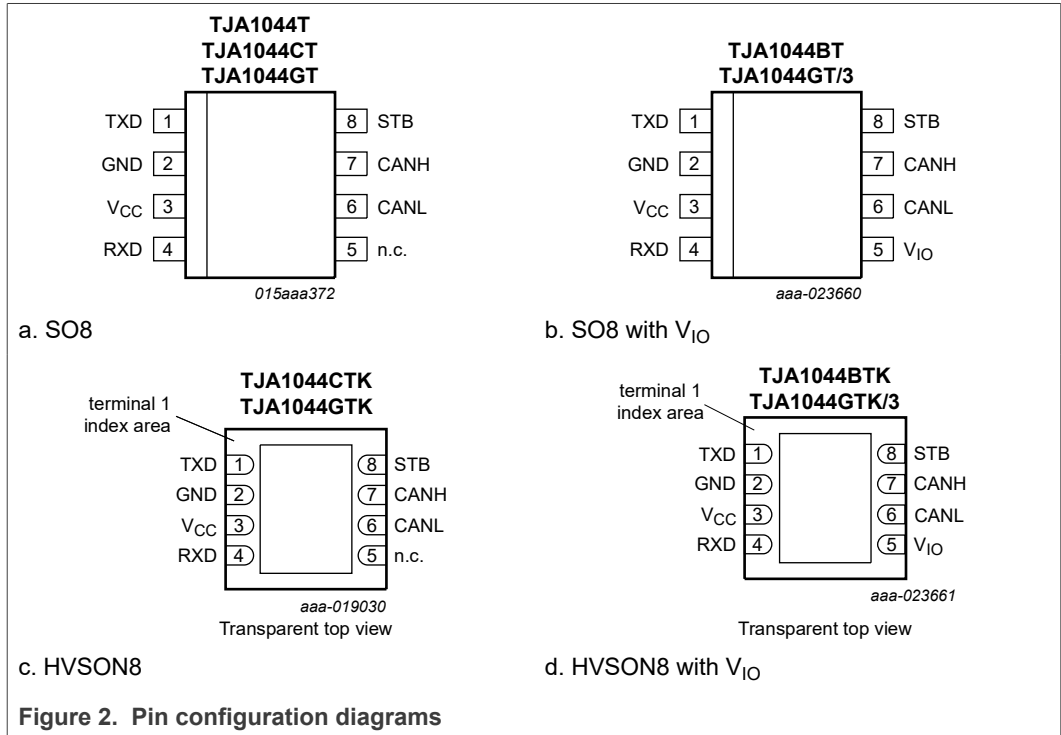 TJA1044T
TJA1044CT
TJA1044GT
TXD 1 8 STB
GND 2 7 CANH
VCC 3 6 CANL
RXD 4 5 n.c.
015aaa372
a. SO8
TJA1044BT
TJA1044GT/3
TXD 1 8 STB
GND 2 7 CANH
VCC 3 6 CANL
RXD 4 5 VIO
aaa-023660
b. SO8 with VIO
TJA1044CTK
TJA1044GTK
terminal 1
index area
TXD 1 8 STB
GND 2 7 CANH
VCC 3 6 CANL
RXD 4 5 n.c.
aaa-019030
Transparent top view
c. HVSON8
TJA1044BTK
TJA1044GTK/3
terminal 1
index area
TXD 1 8 STB
GND 2 7 CANH
VCC 3 6 CANL
RXD 4 5 VIO
aaa-023661
Transparent top view
d. HVSON8 with VIO
Figure 2. Pin configuration diagrams